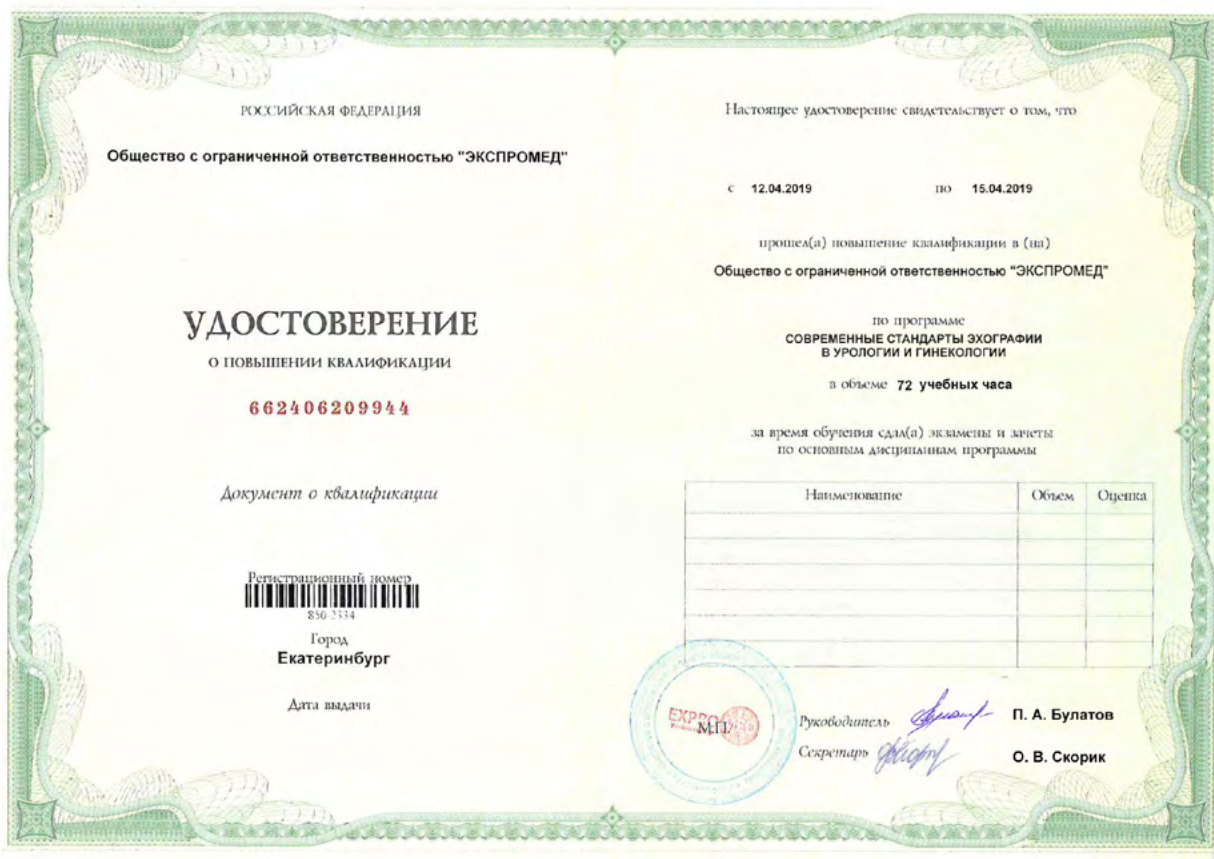 РОССИЙСКАЯ ФЕДЕРАЦИЯ
Общество с ограниченной ответственностью "ЭКСПРОМЕД"
УДОСТОВЕРЕНИЕ
О ПОВЫШЕНИИ КВАЛИФИКАЦИИ
662406209944
Документ о квалификации
Регистрационный номер
850-2334
Город
Екатеринбург
Дата выдачи
Настоящее удостоверение свидетельствует о том, что
с 12.04.2019 по 15.04.2019
прошел(а) повышение квалификации в (на)
Общество с ограниченной ответственностью "ЭКСПРОМЕД"
по программе
СОВРЕМЕННЫЕ СТАНДАРТЫ ЭХОГРАФИИ
В УРОЛОГИИ И ГИНЕКОЛОГИИ
в объеме 72 учебных часа
за время обучения сдал(а) экзамены и зачеты
по основным дисциплинам программы
Наименование Объем Оценка
М.П.
Руководитель П. А. Булатов
Секретарь О. В. Скорик